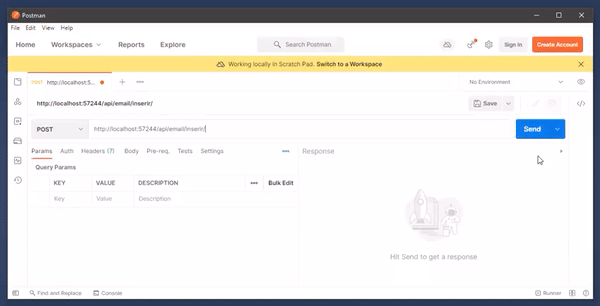 Postman
File Edit View Help
Home Workspaces Reports Explore Search Postman Sign In Create Account
Working locally in Scratch Pad. Switch to a Workspace
POST http://localhost:57... No Environment
http://localhost:57244/api/email/inserir/ Save
POST http://localhost:57244/api/email/inserir/ Send
Params Auth Headers (7) Body Pre-req. Tests Settings Response
Query Params
KEY VALUE DESCRIPTION Bulk Edit
Key Value Description
Hit Send to get a response
Find and Replace Console Runner